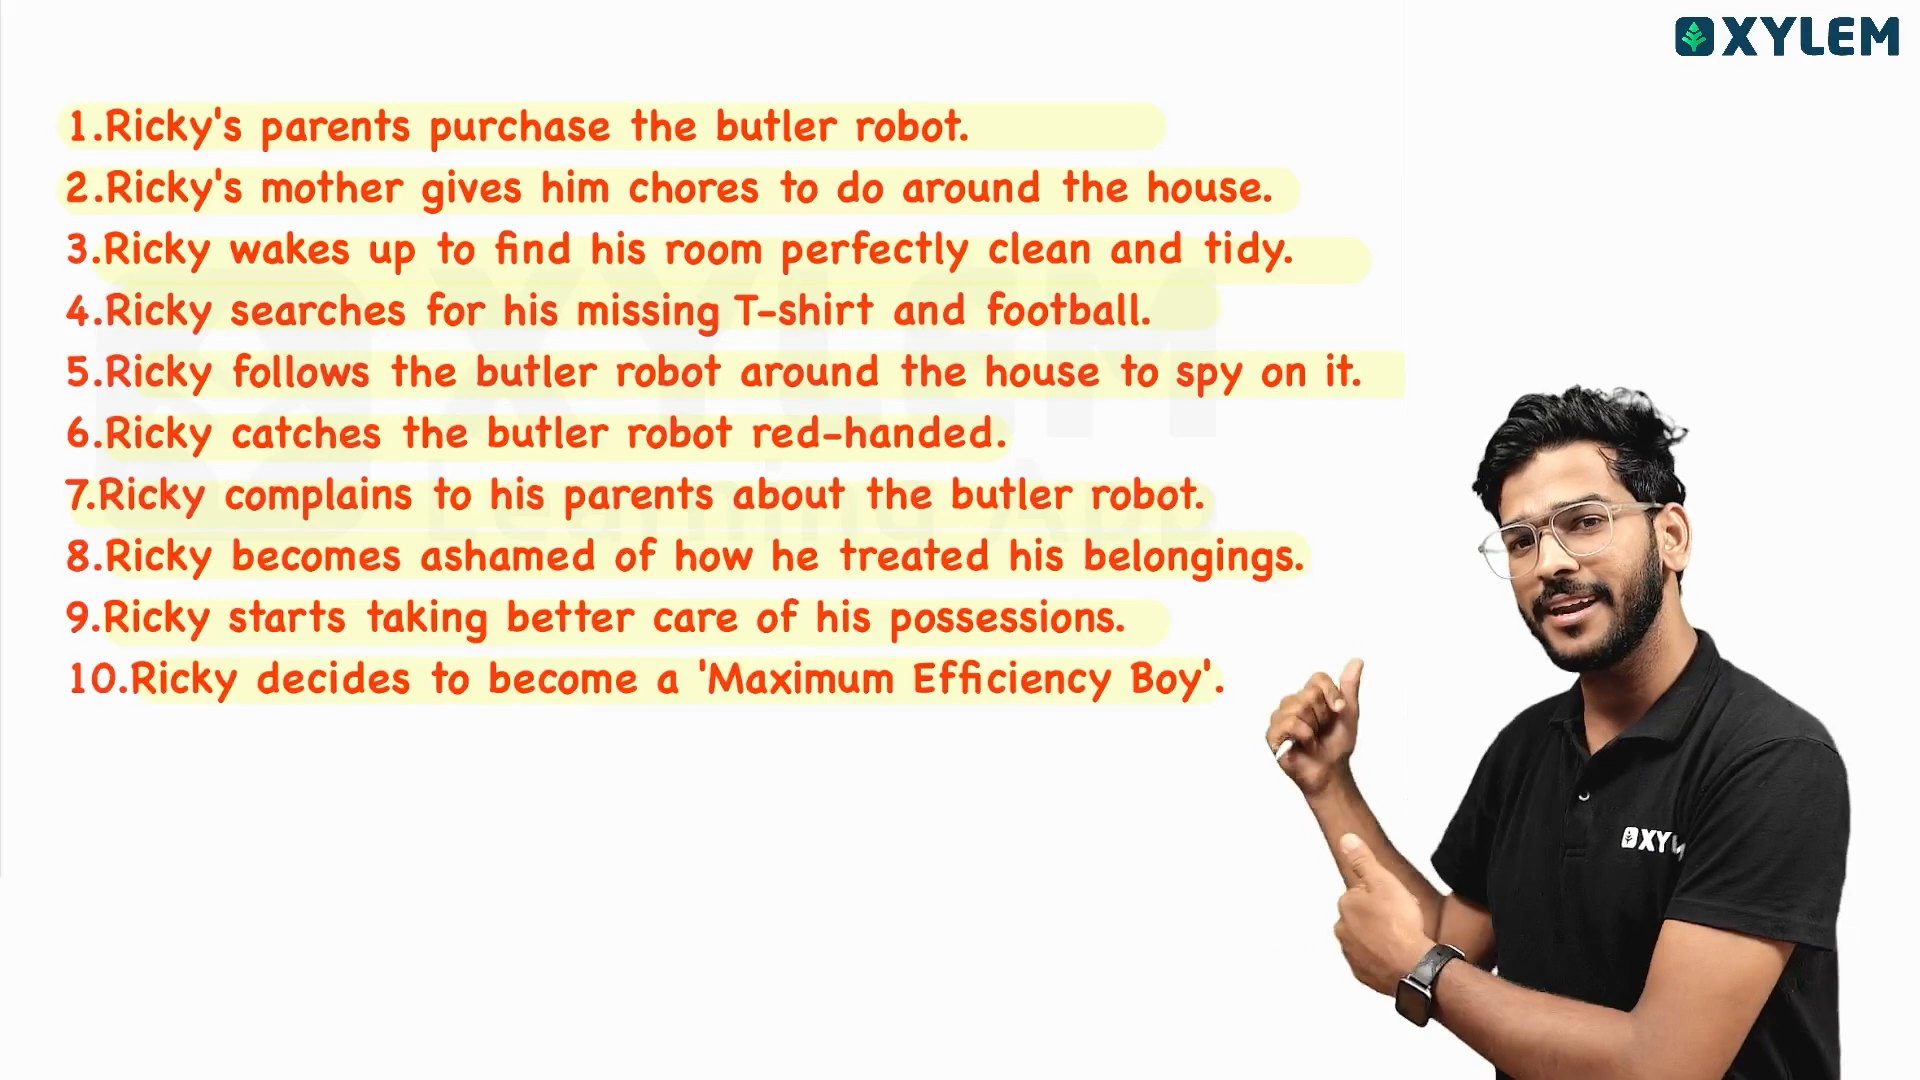 XYLEM
1.Ricky's parents purchase the butler robot.
2.Ricky's mother gives him chores to do around the house.
3.Ricky wakes up to find his room perfectly clean and tidy.
4.Ricky searches for his missing T-shirt and football.
5.Ricky follows the butler robot around the house to spy on it.
6.Ricky catches the butler robot red-handed.
7.Ricky complains to his parents about the butler robot.
8.Ricky becomes ashamed of how he treated his belongings.
9.Ricky starts taking better care of his possessions.
10.Ricky decides to become a 'Maximum Efficiency Boy'.
XYLEM
Learning App
XY